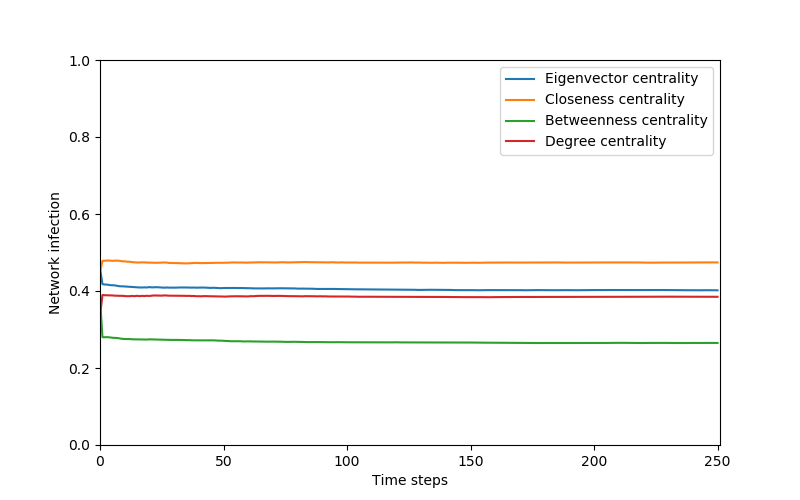 1.0
0.8
0.6
0.4
0.2
0.0
Network infection
0 50 100 150 200 250
Time steps
Eigenvector centrality
Closeness centrality
Betweenness centrality
Degree centrality